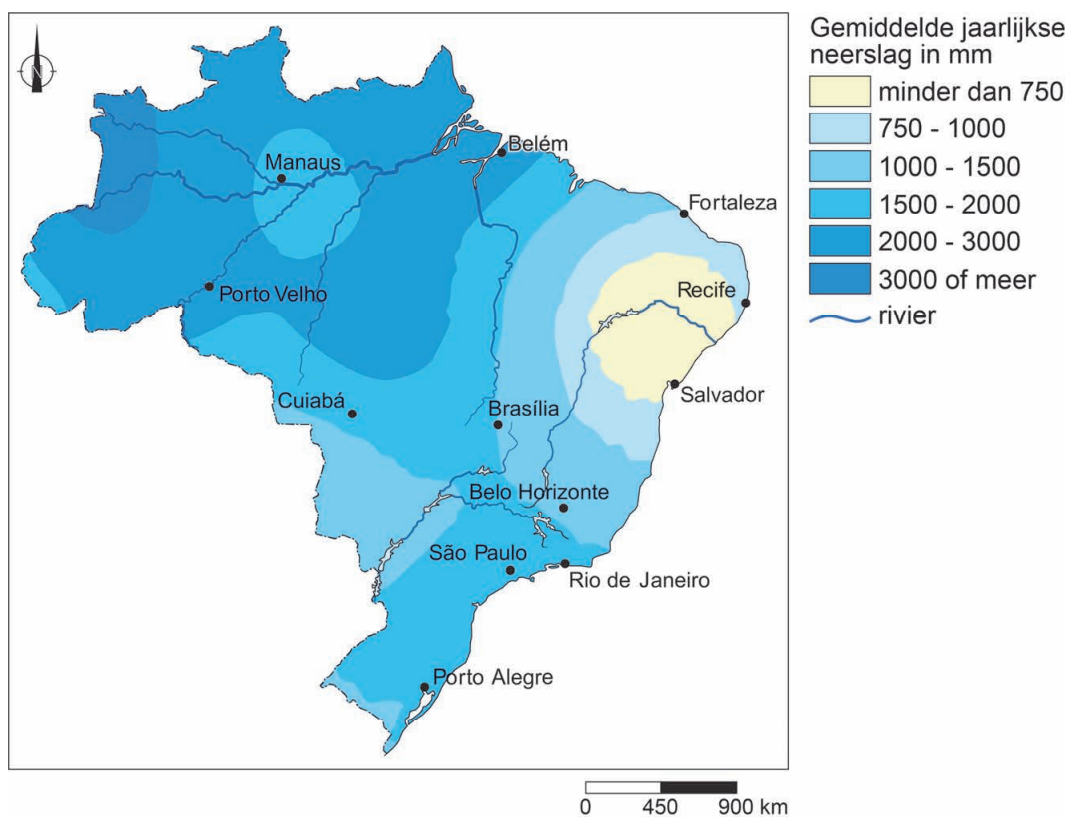 Gemiddelde jaarlijkse
neerslag in mm
minder dan 750
750 - 1000
1000 - 1500
1500 - 2000
2000 - 3000
3000 of meer
rivier
N
Belém
Manaus
Fortaleza
Porto Velho
Recife
Salvador
Cuiabá
Brasília
Belo Horizonte
São Paulo
Rio de Janeiro
Porto Alegre
0 450 900 km